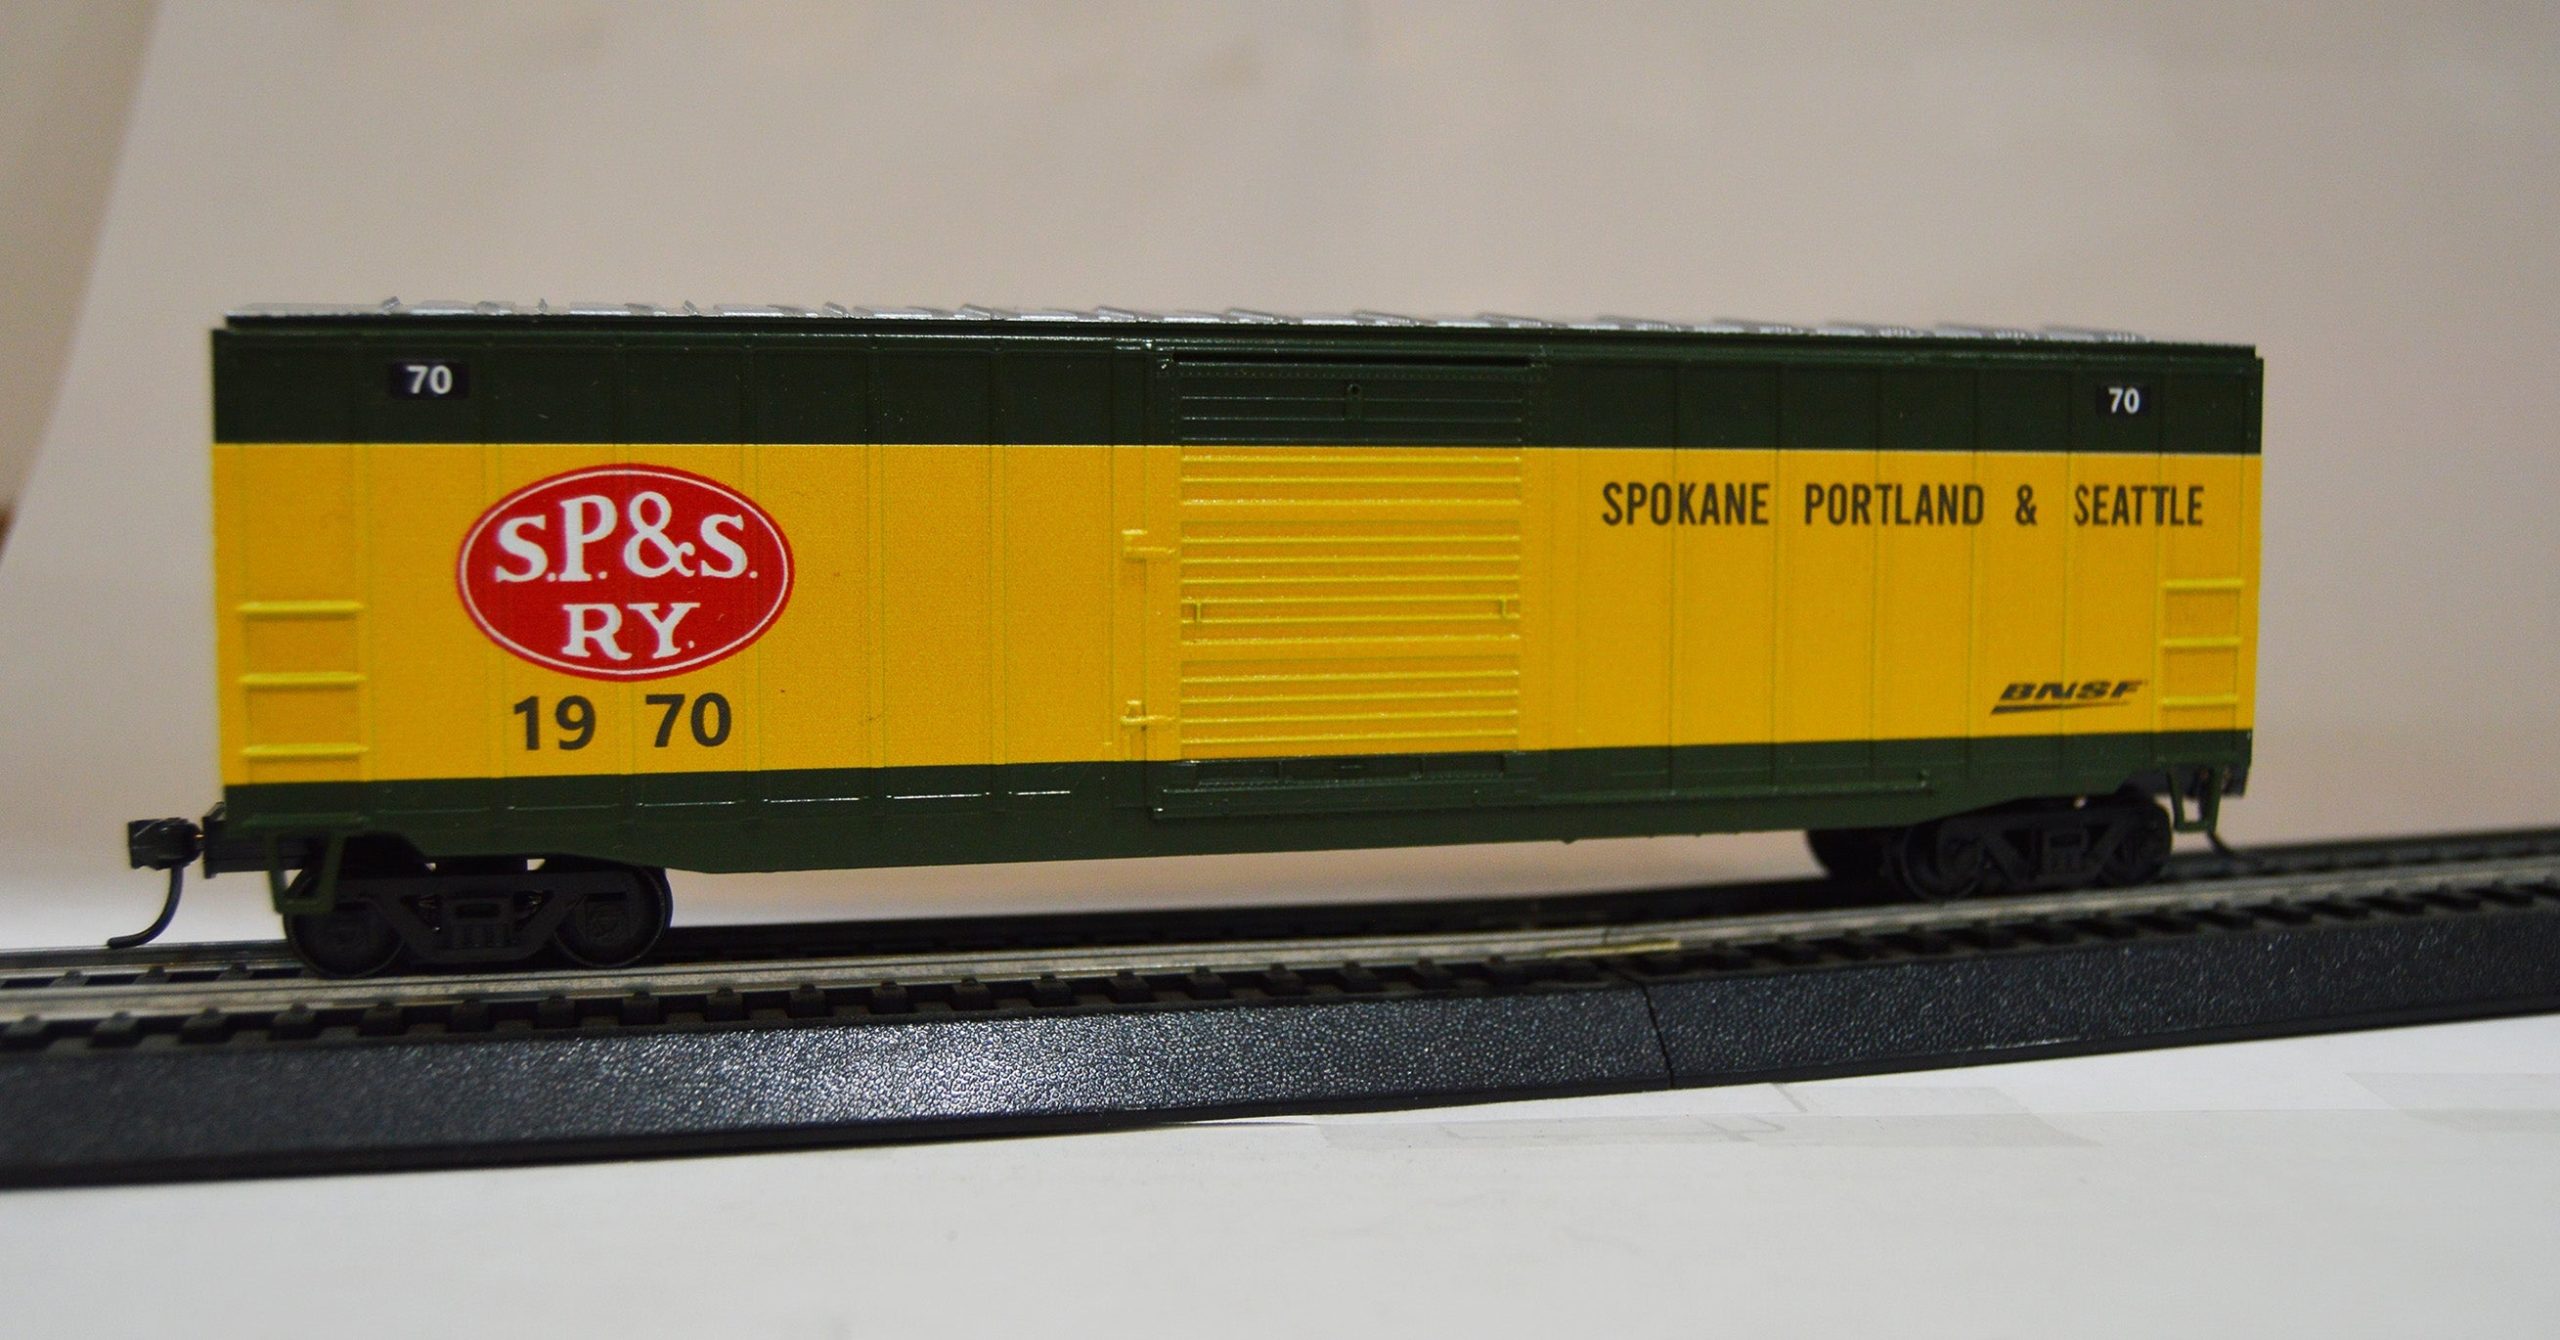 70
70
S.P.&S.
RY.
19 70
SPOKANE PORTLAND & SEATTLE
BNSF